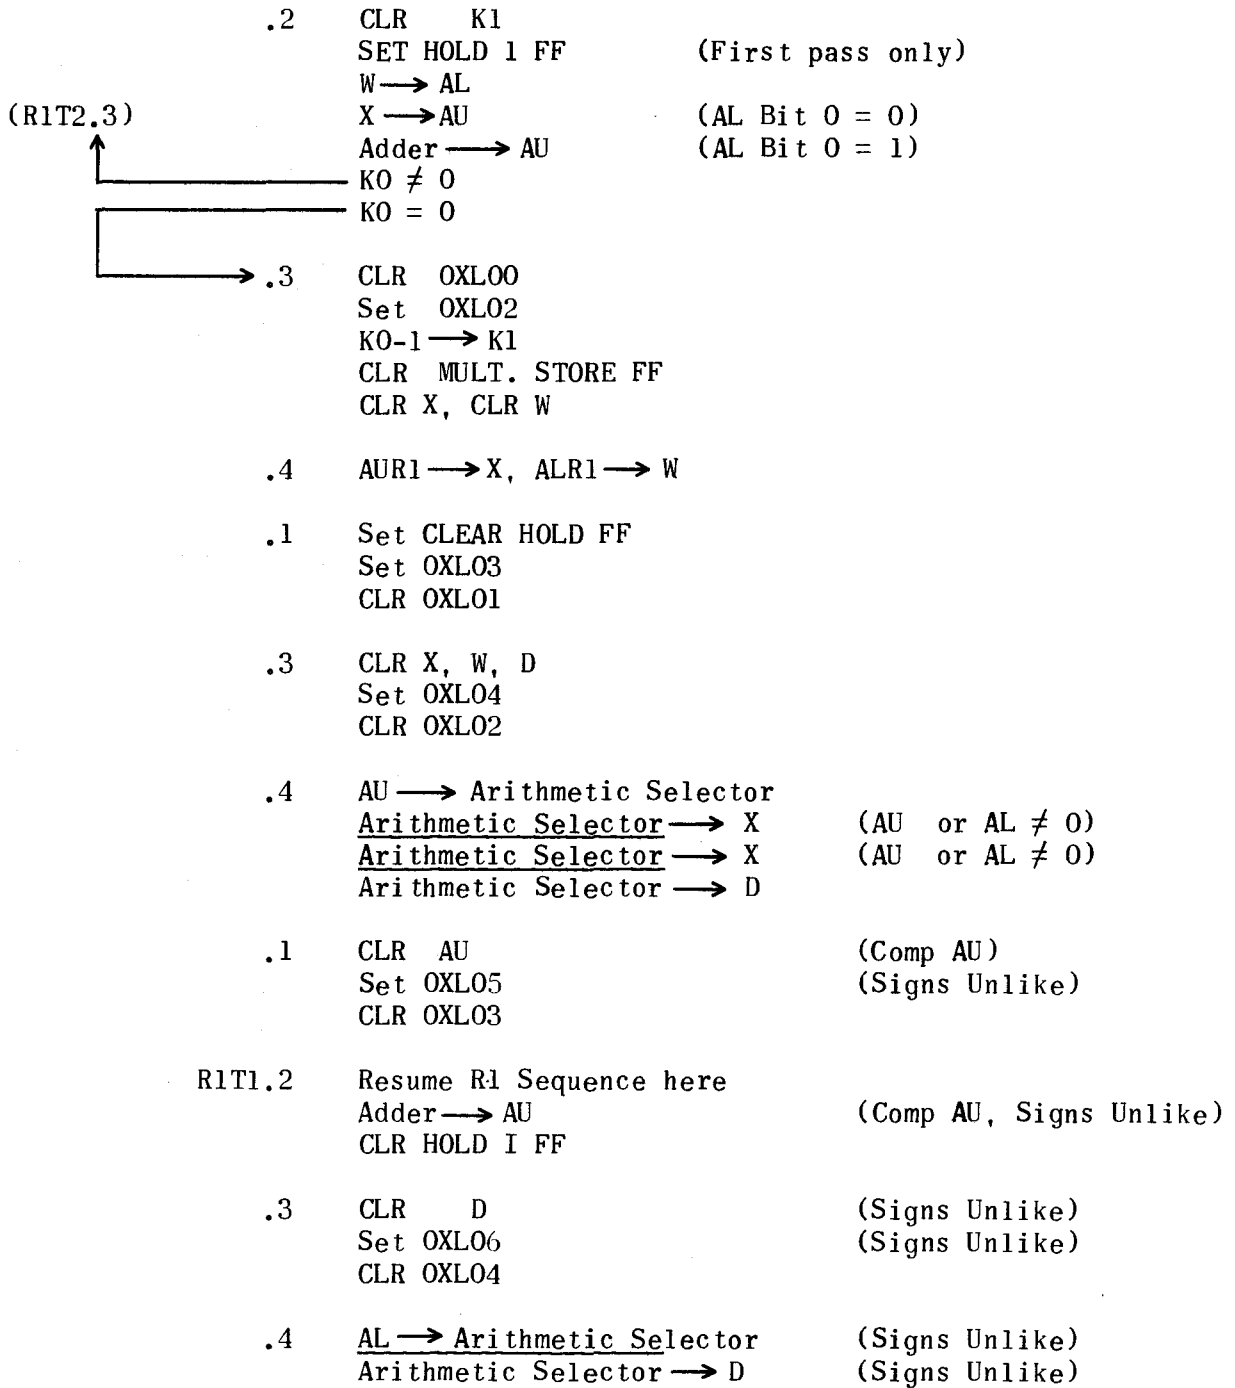 .2 CLR K1
SET HOLD 1 FF (First pass only)
W → AL
(R1T2.3) X → AU (AL Bit 0 = 0)
Adder → AU (AL Bit 0 = 1)
K0 ≠ 0
K0 = 0
.3 CLR OXL00
Set OXL02
K0-1 → K1
CLR MULT. STORE FF
CLR X, CLR W
.4 AUR1 → X, ALR1 → W
.1 Set CLEAR HOLD FF
Set OXL03
CLR OXL01
.3 CLR X, W, D
Set OXL04
CLR OXL02
.4 AU → Arithmetic Selector
Arithmetic Selector → X (AU or AL ≠ 0)
Arithmetic Selector → X (AU or AL ≠ 0)
Arithmetic Selector → D
.1 CLR AU (Comp AU)
Set OXL05 (Signs Unlike)
CLR OXL03
R1T1.2 Resume R1 Sequence here
Adder → AU (Comp AU, Signs Unlike)
CLR HOLD I FF
.3 CLR D (Signs Unlike)
Set OXL06 (Signs Unlike)
CLR OXL04
.4 AL → Arithmetic Selector (Signs Unlike)
Arithmetic Selector → D (Signs Unlike)